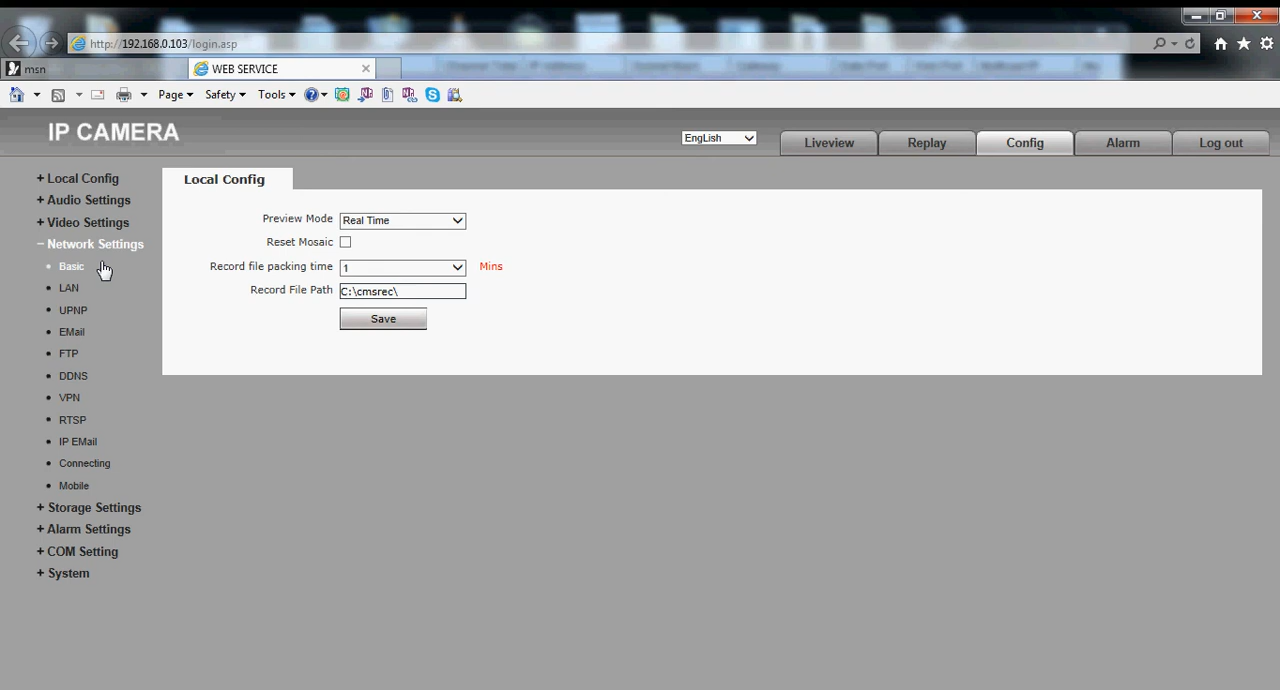 http://192.168.0.103/login.asp
msn
WEB SERVICE
Page
Safety
Tools
IP CAMERA
EngLish
Liveview
Replay
Config
Alarm
Log out
+ Local Config
+ Audio Settings
+ Video Settings
− Network Settings
• Basic
• LAN
• UPNP
• EMail
• FTP
• DDNS
• VPN
• RTSP
• IP EMail
• Connecting
• Mobile
+ Storage Settings
+ Alarm Settings
+ COM Setting
+ System
Local Config
Preview Mode Real Time
Reset Mosaic
Record file packing time 1 Mins
Record File Path C:\cmsrec\
Save